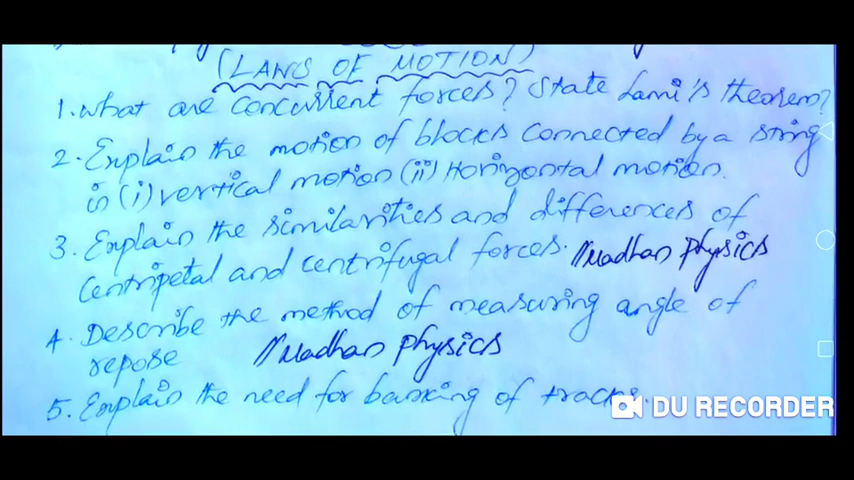 (LAWS OF MOTION)
1. What are concurrent forces? State Lami's theorem?
2. Explain the motion of blocks connected by a string
in (i) vertical motion (ii) Horizontal motion.
3. Explain the similarities and differences of
centripetal and centrifugal forces. Madhan physics
4. Describe the method of measuring angle of
repose Madhan physics
5. Explain the need for banking of tracks.
DU RECORDER